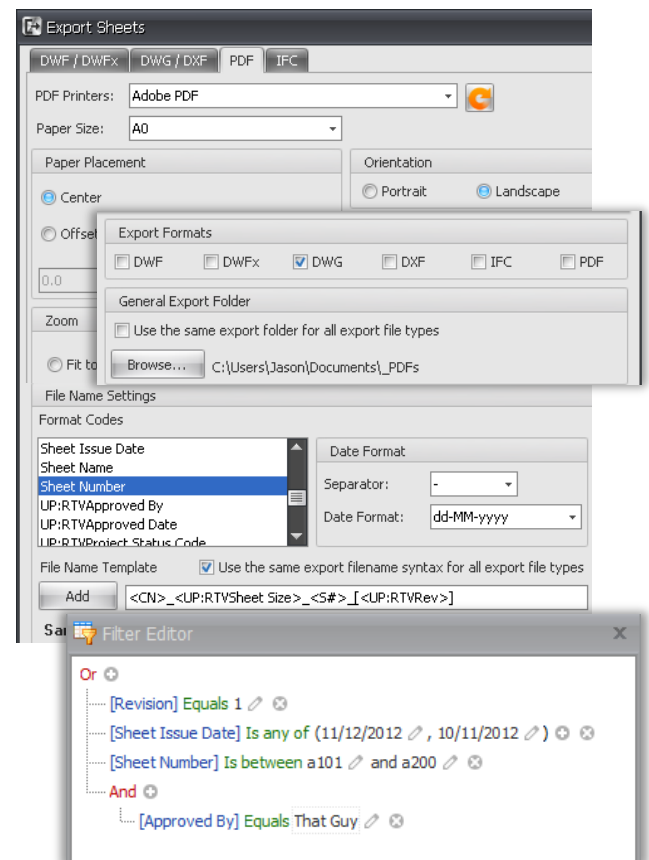 Export Sheets
DWF / DWFx DWG / DXF PDF IFC
PDF Printers: Adobe PDF
Paper Size: A0
Paper Placement Orientation
Center Portrait Landscape
Offset
0.0
Export Formats
DWF DWFx DWG DXF IFC PDF
General Export Folder
Use the same export folder for all export file types
Browse... C:\Users\Jason\Documents\_PDFs
Zoom
Fit to
File Name Settings
Format Codes
Sheet Issue Date
Sheet Name
Sheet Number
UP:RTVApproved By
UP:RTVApproved Date
UP:RTVProject Status Code
Date Format
Separator: -
Date Format: dd-MM-yyyy
File Name Template Use the same export filename syntax for all export file types
Add <CN>_<UP:RTVSheet Size>_<S#>_[<UP:RTVRev>]
Filter Editor x
Or
[Revision] Equals 1
[Sheet Issue Date] Is any of (11/12/2012 , 10/11/2012 )
[Sheet Number] Is between a101 and a200
And
[Approved By] Equals That Guy